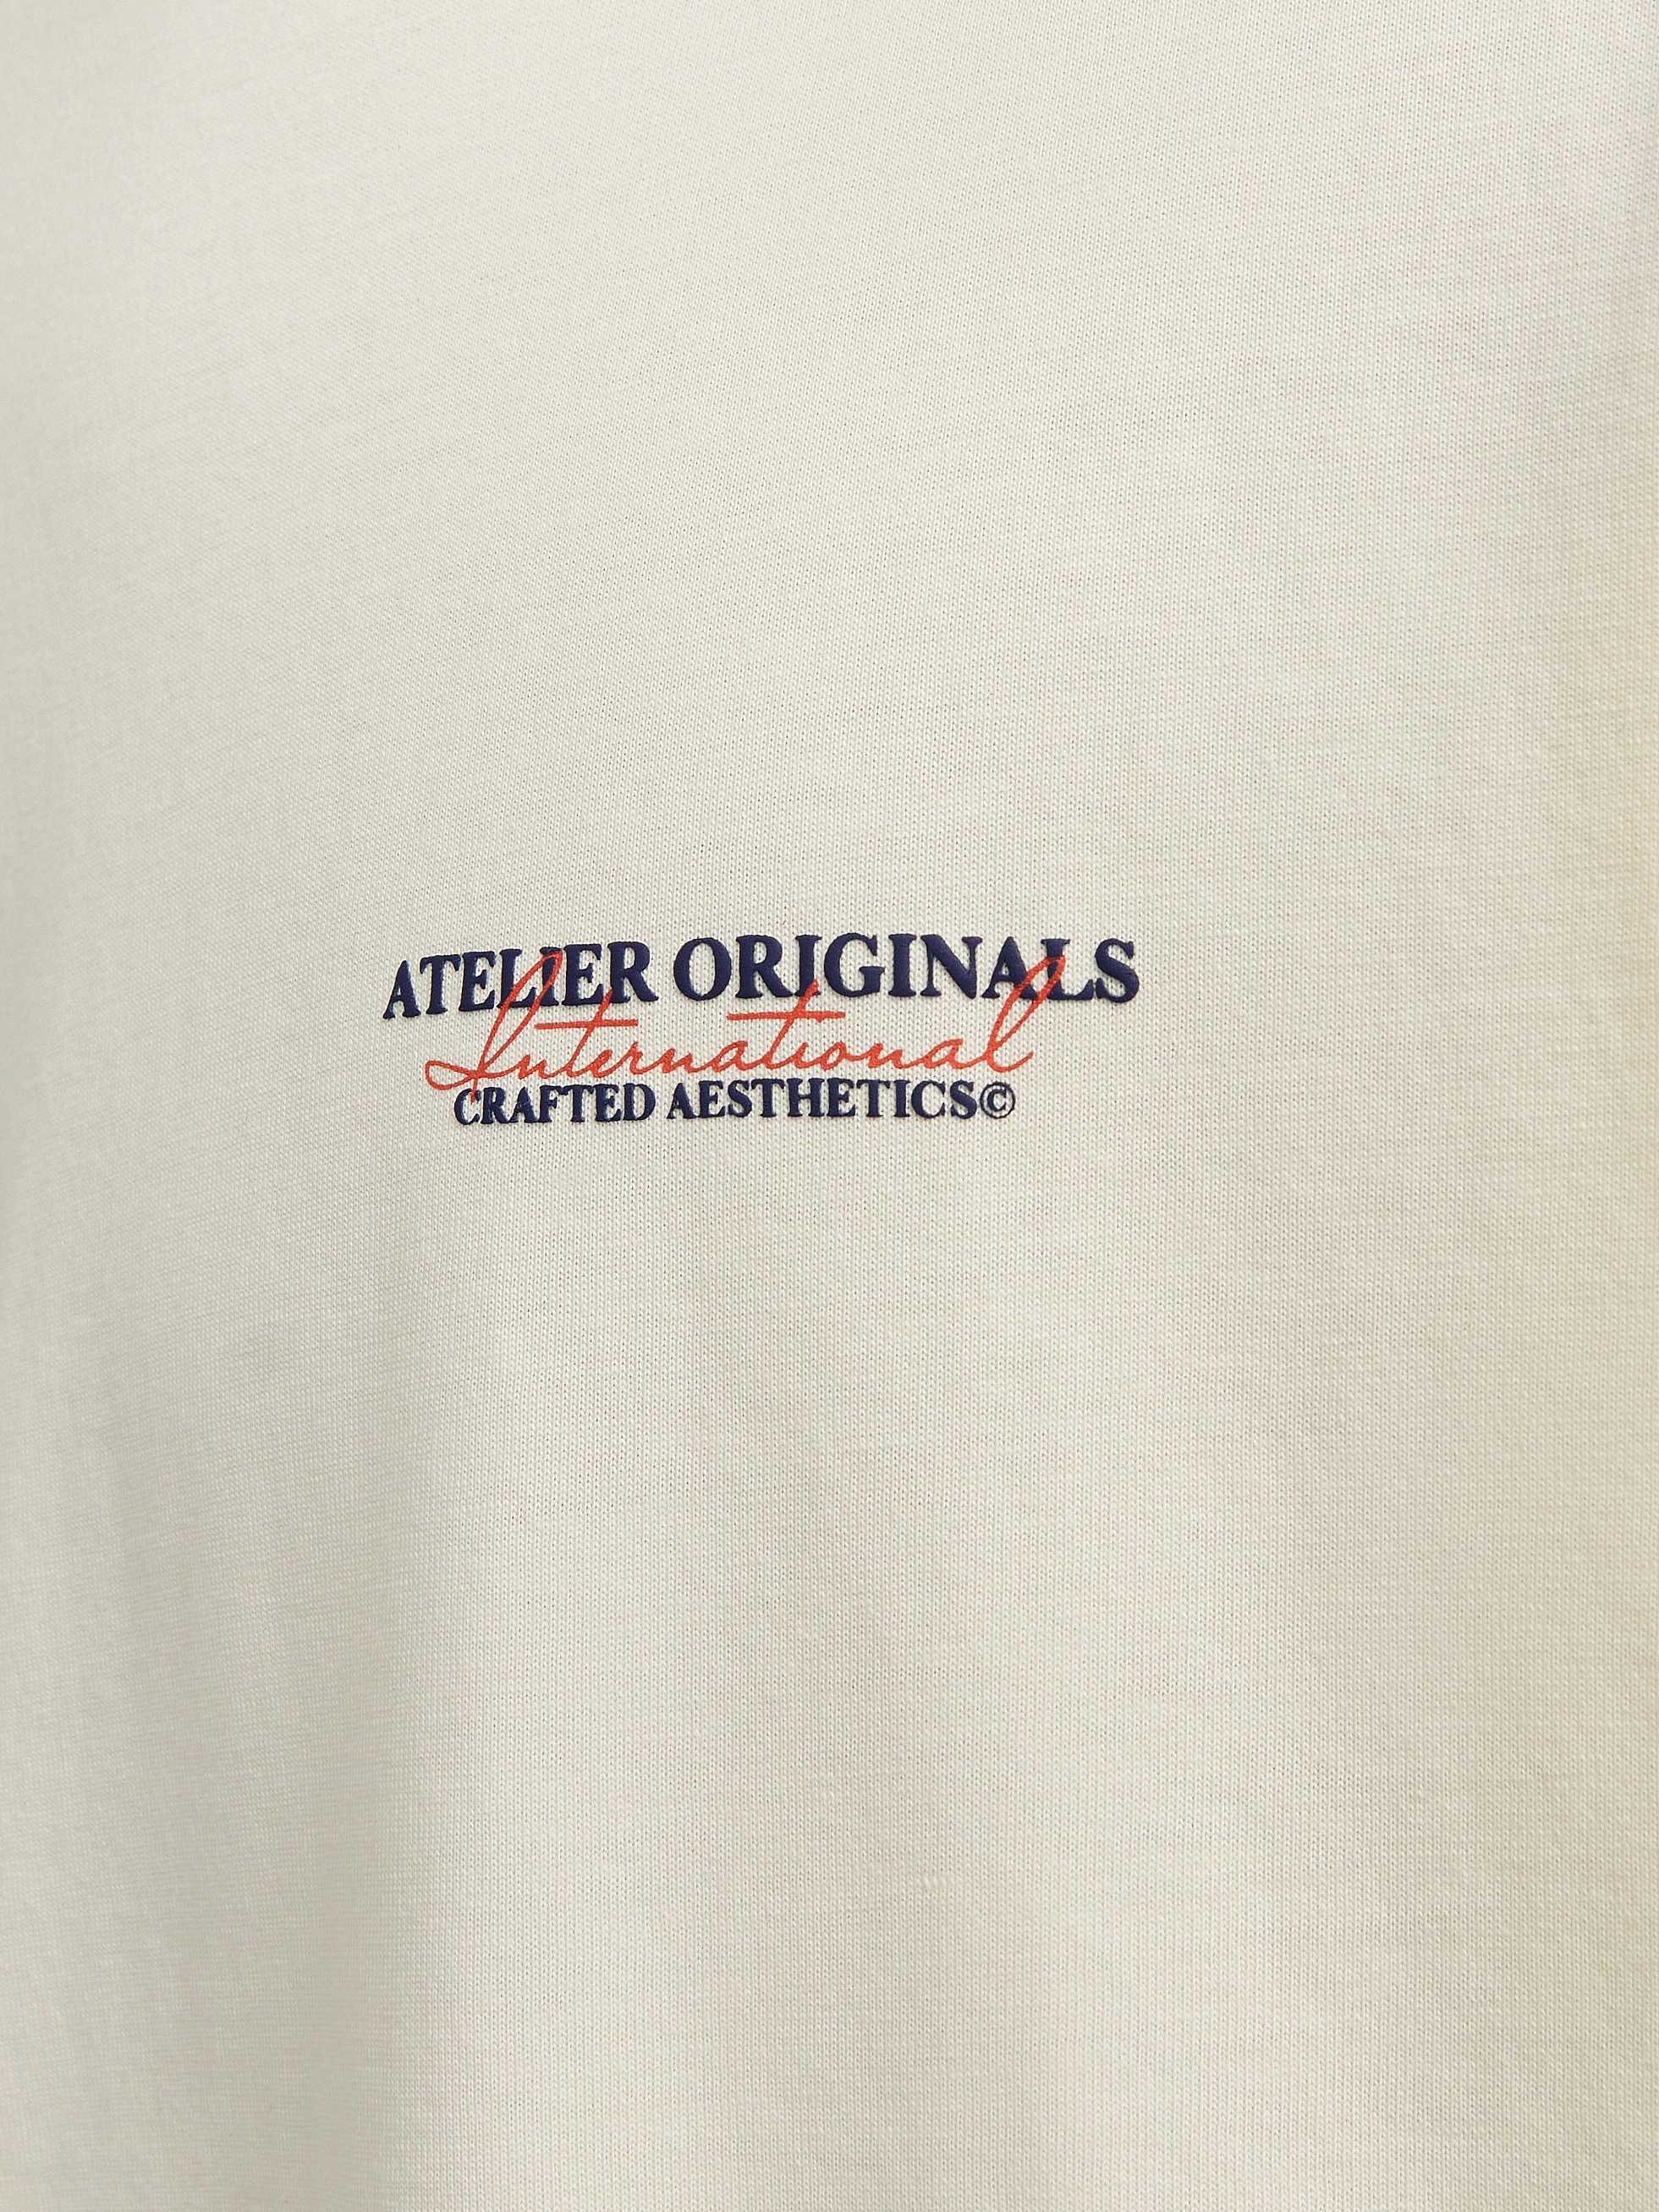 ATELIER ORIGINALS
International
CRAFTED AESTHETICS©